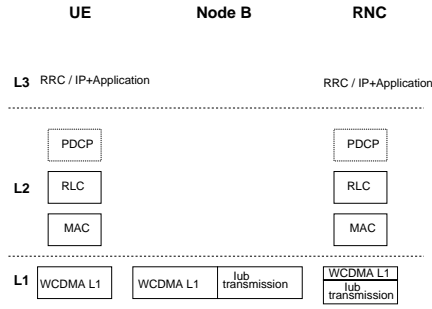 UE Node B RNC
L3 RRC / IP+Application RRC / IP+Application
PDCP PDCP
L2 RLC RLC
MAC MAC
L1 WCDMA L1 WCDMA L1 Iub transmission WCDMA L1
Iub
transmission